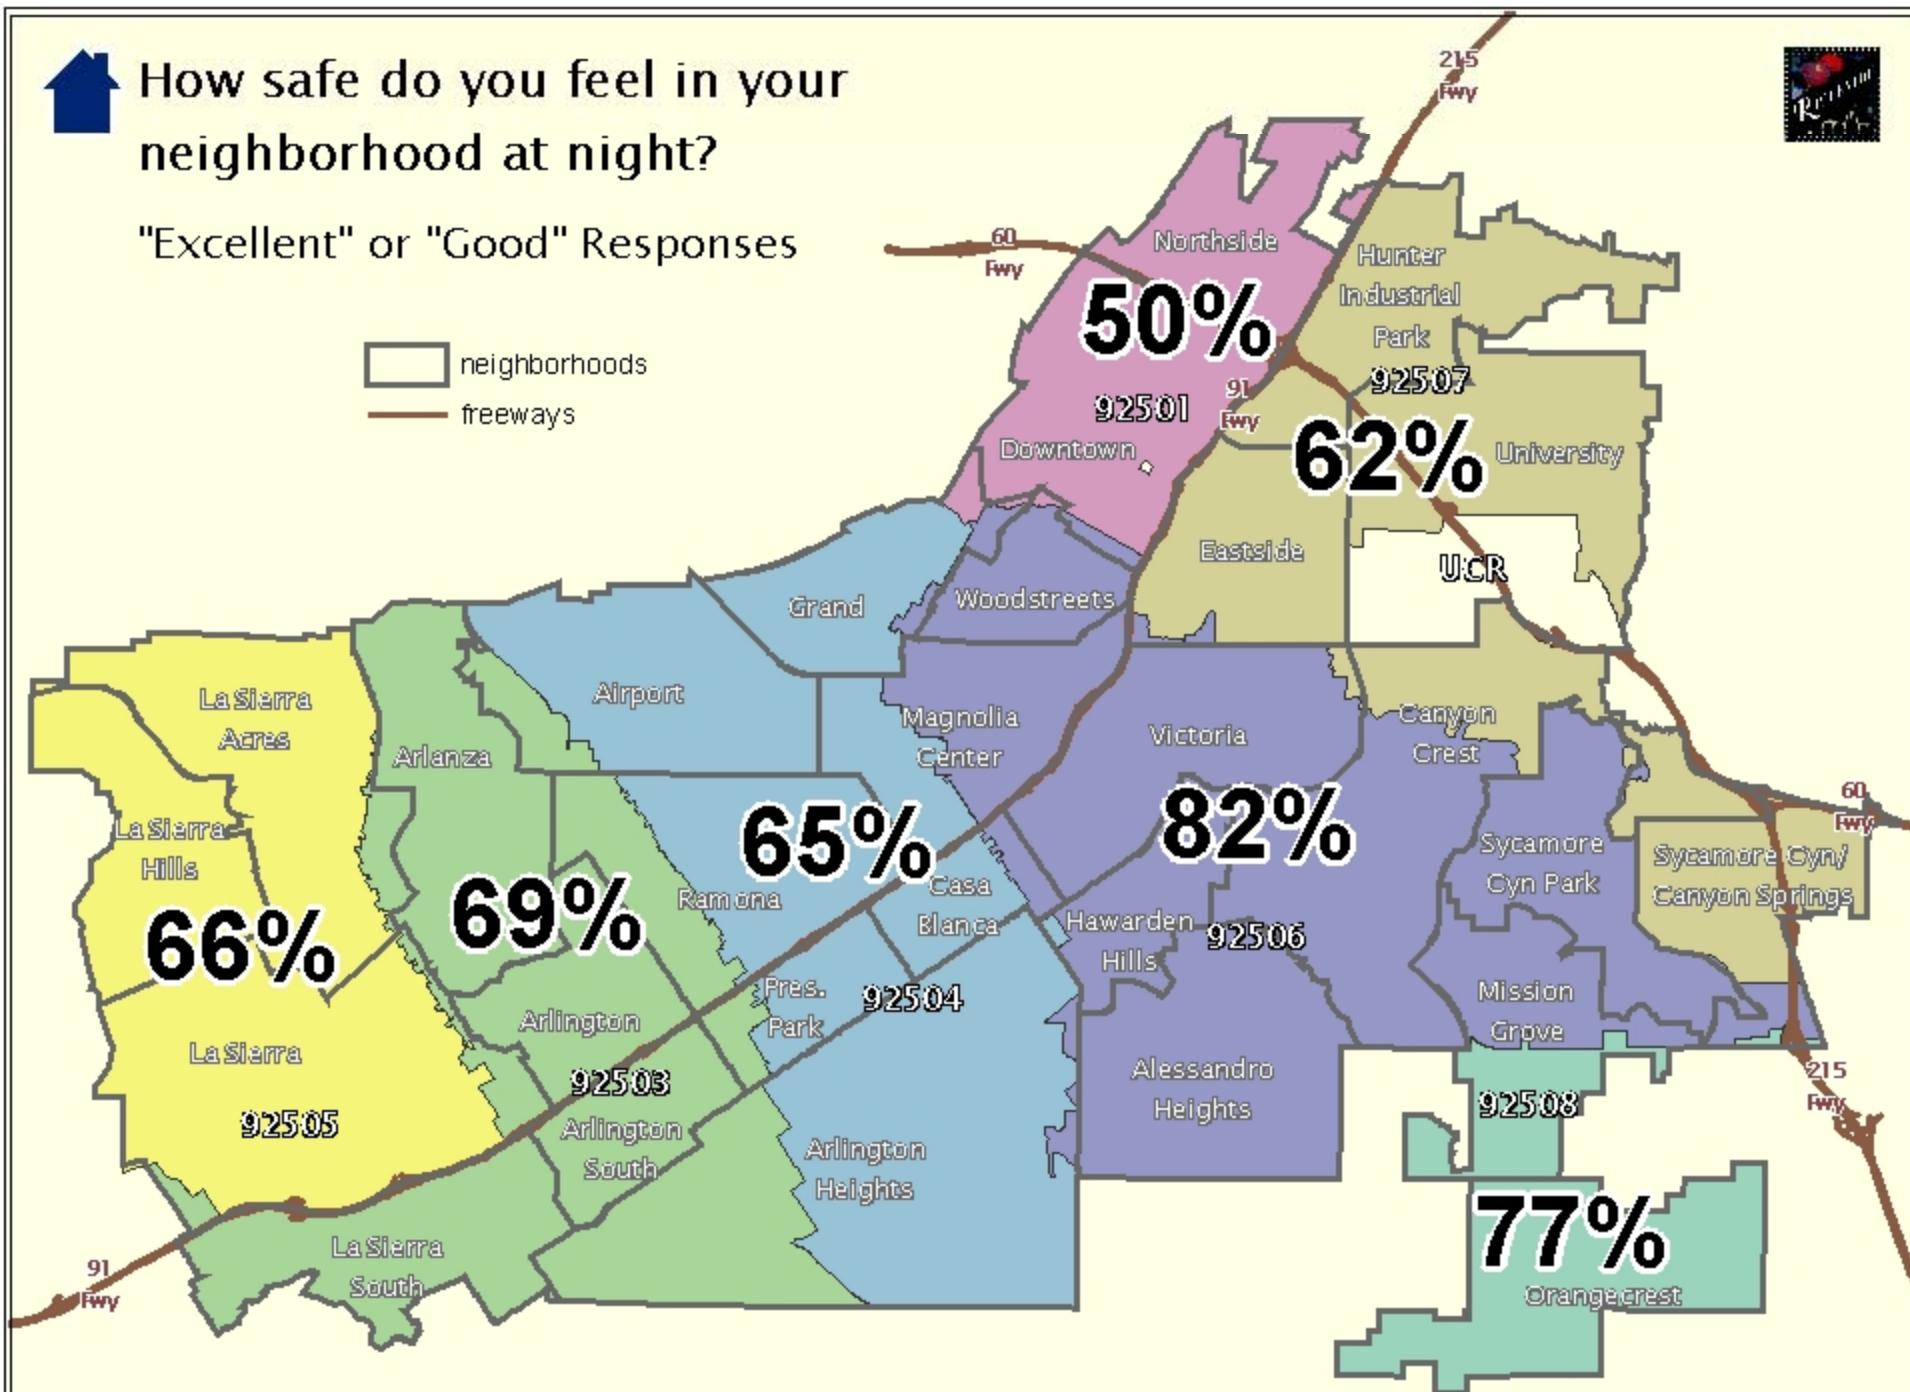 How safe do you feel in your
neighborhood at night?
"Excellent" or "Good" Responses
neighborhoods
freeways
215
Fwy
60
Fwy
Northside
50%
92501
Downtown
91
Fwy
Hunter
Industrial
Park
92507
62%
University
Eastside
UCR
Grand
Woodstreets
Airport
Magnolia
Center
Victoria
Canyon
Crest
La Sierra
Acres
Arlanza
La Sierra
Hills
66%
69%
65%
82%
Ramona
Casa
Blanca
Hawarden
Hills
92506
Sycamore
Cyn Park
Sycamore Cyn/
Canyon Springs
60
Fwy
Pres.
Park
92504
Mission
Grove
Arlington
La Sierra
92505
92503
Arlington
South
Arlington
Heights
Alessandro
Heights
92508
215
Fwy
77%
Orangecrest
La Sierra
South
91
Fwy